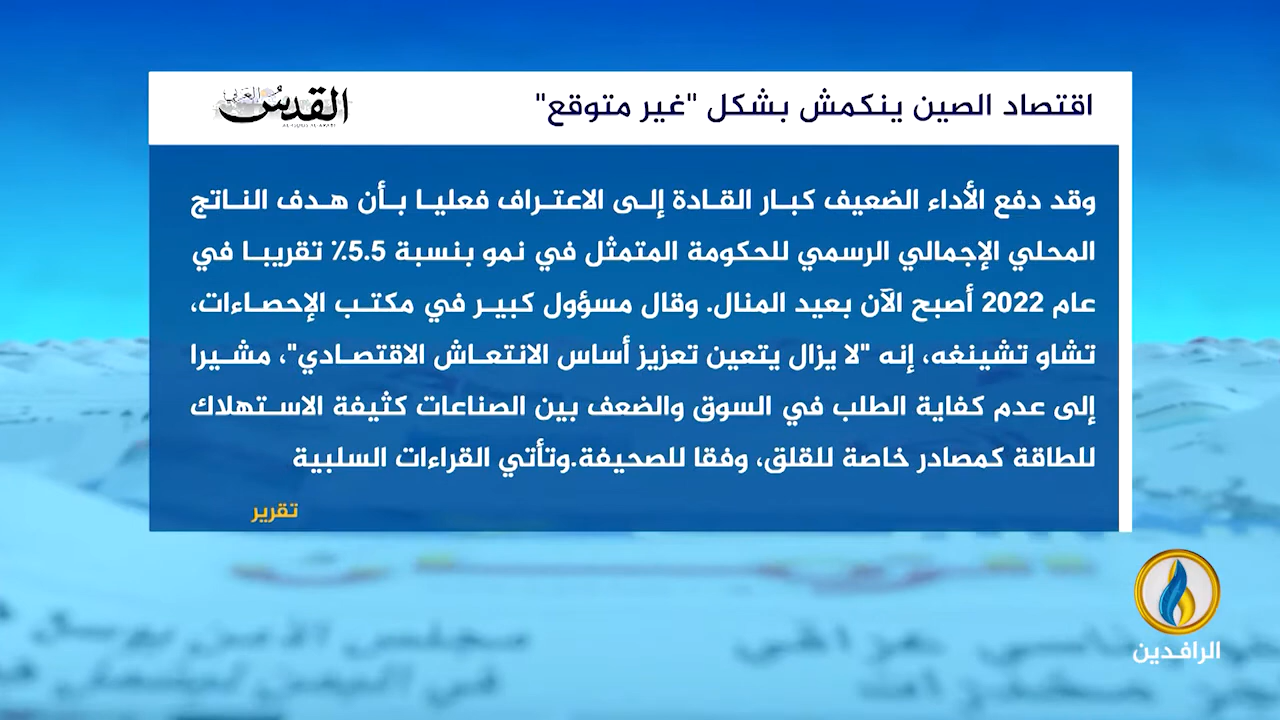 اقتصاد الصين ينكمش بشكل "غير متوقع"
القدس العربي
وقد دفع الأداء الضعيف كبار القادة إلى الاعتراف فعليا بأن هدف الناتج
المحلي الإجمالي الرسمي للحكومة المتمثل في نمو بنسبة 5.5٪ تقريبا في
عام 2022 أصبح الآن بعيد المنال. وقال مسؤول كبير في مكتب الإحصاءات،
تشاو تشينغه، إنه "لا يزال يتعين تعزيز أساس الانتعاش الاقتصادي"، مشيرا
إلى عدم كفاية الطلب في السوق والضعف بين الصناعات كثيفة الاستهلاك
للطاقة كمصادر خاصة للقلق، وفقا للصحيفة.وتأتي القراءات السلبية
تقرير
الرافدين
مجلس الأمن
في اليمن